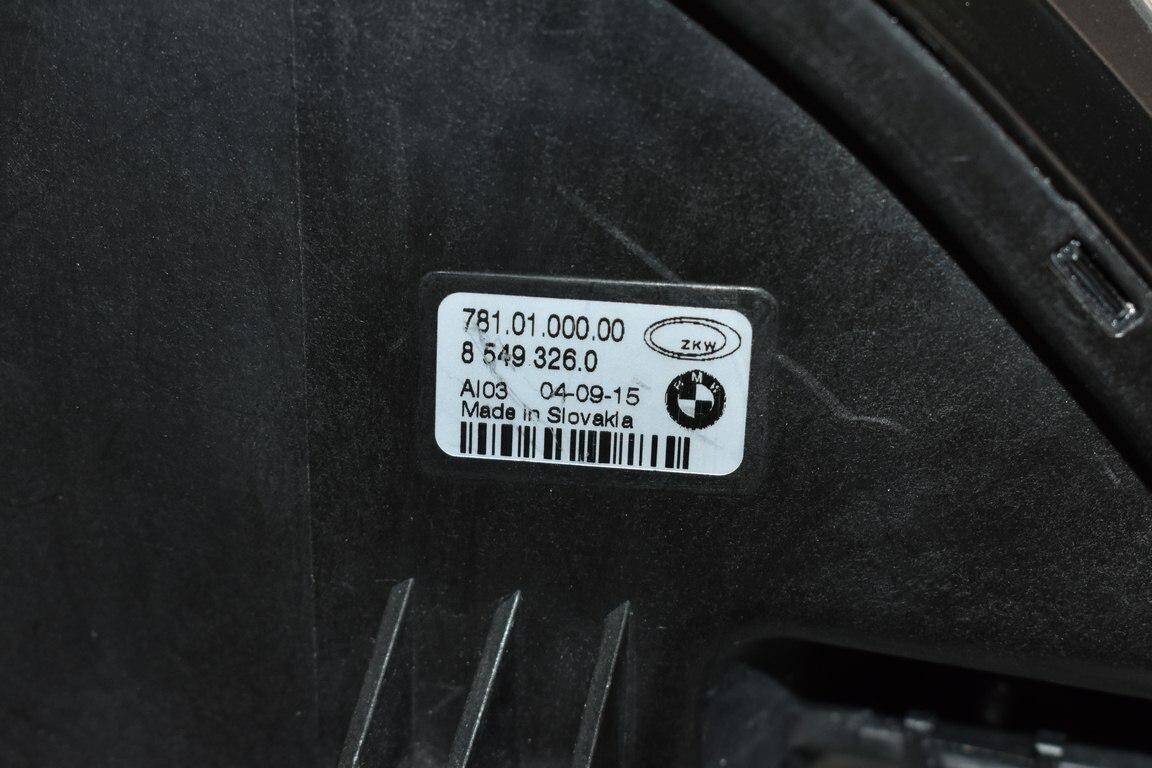 781.01.000.00
ZKW
8 549 326.0
AI03 04-09-15
BMW
Made in Slovakia